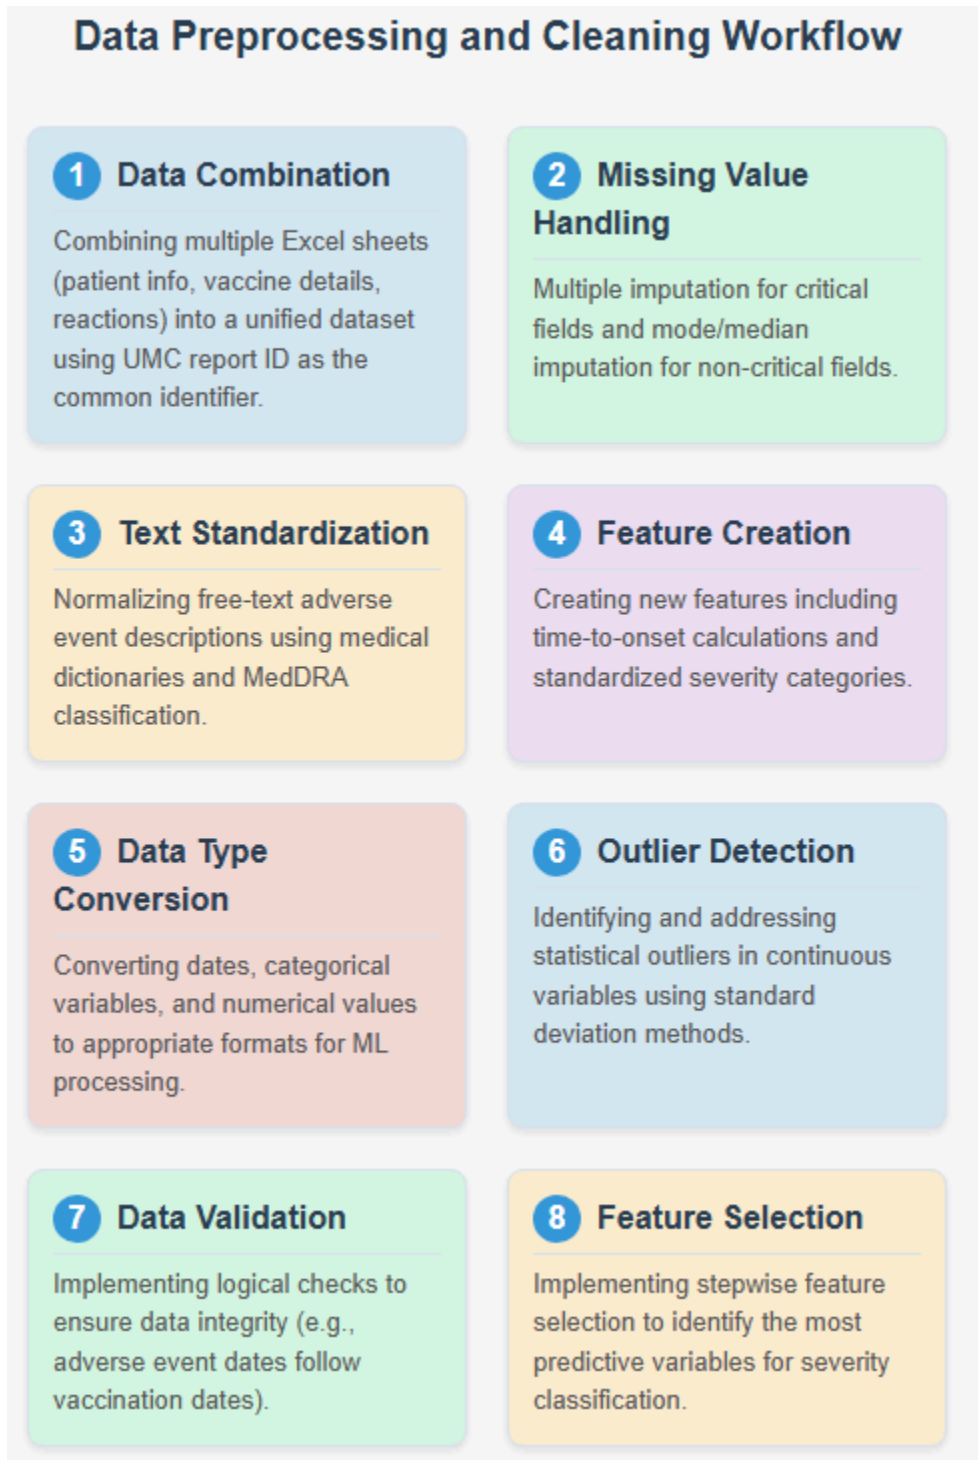 Data Preprocessing and Cleaning Workflow
1 Data Combination
Combining multiple Excel sheets
(patient info, vaccine details,
reactions) into a unified dataset
using UMC report ID as the
common identifier.
2 Missing Value
Handling
Multiple imputation for critical
fields and mode/median
imputation for non-critical fields.
3 Text Standardization
Normalizing free-text adverse
event descriptions using medical
dictionaries and MedDRA
classification.
4 Feature Creation
Creating new features including
time-to-onset calculations and
standardized severity categories.
5 Data Type
Conversion
Converting dates, categorical
variables, and numerical values
to appropriate formats for ML
processing.
6 Outlier Detection
Identifying and addressing
statistical outliers in continuous
variables using standard
deviation methods.
7 Data Validation
Implementing logical checks to
ensure data integrity (e.g.,
adverse event dates follow
vaccination dates).
8 Feature Selection
Implementing stepwise feature
selection to identify the most
predictive variables for severity
classification.